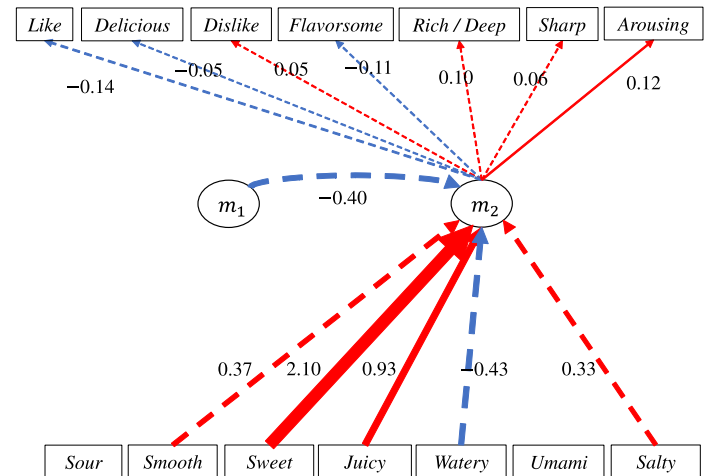 Like Delicious Dislike Flavorsome Rich / Deep Sharp Arousing
−0.14 −0.05 0.05 −0.11 0.10 0.06 0.12
m₁ −0.40 m₂
0.37 2.10 0.93 −0.43 0.33
Sour Smooth Sweet Juicy Watery Umami Salty